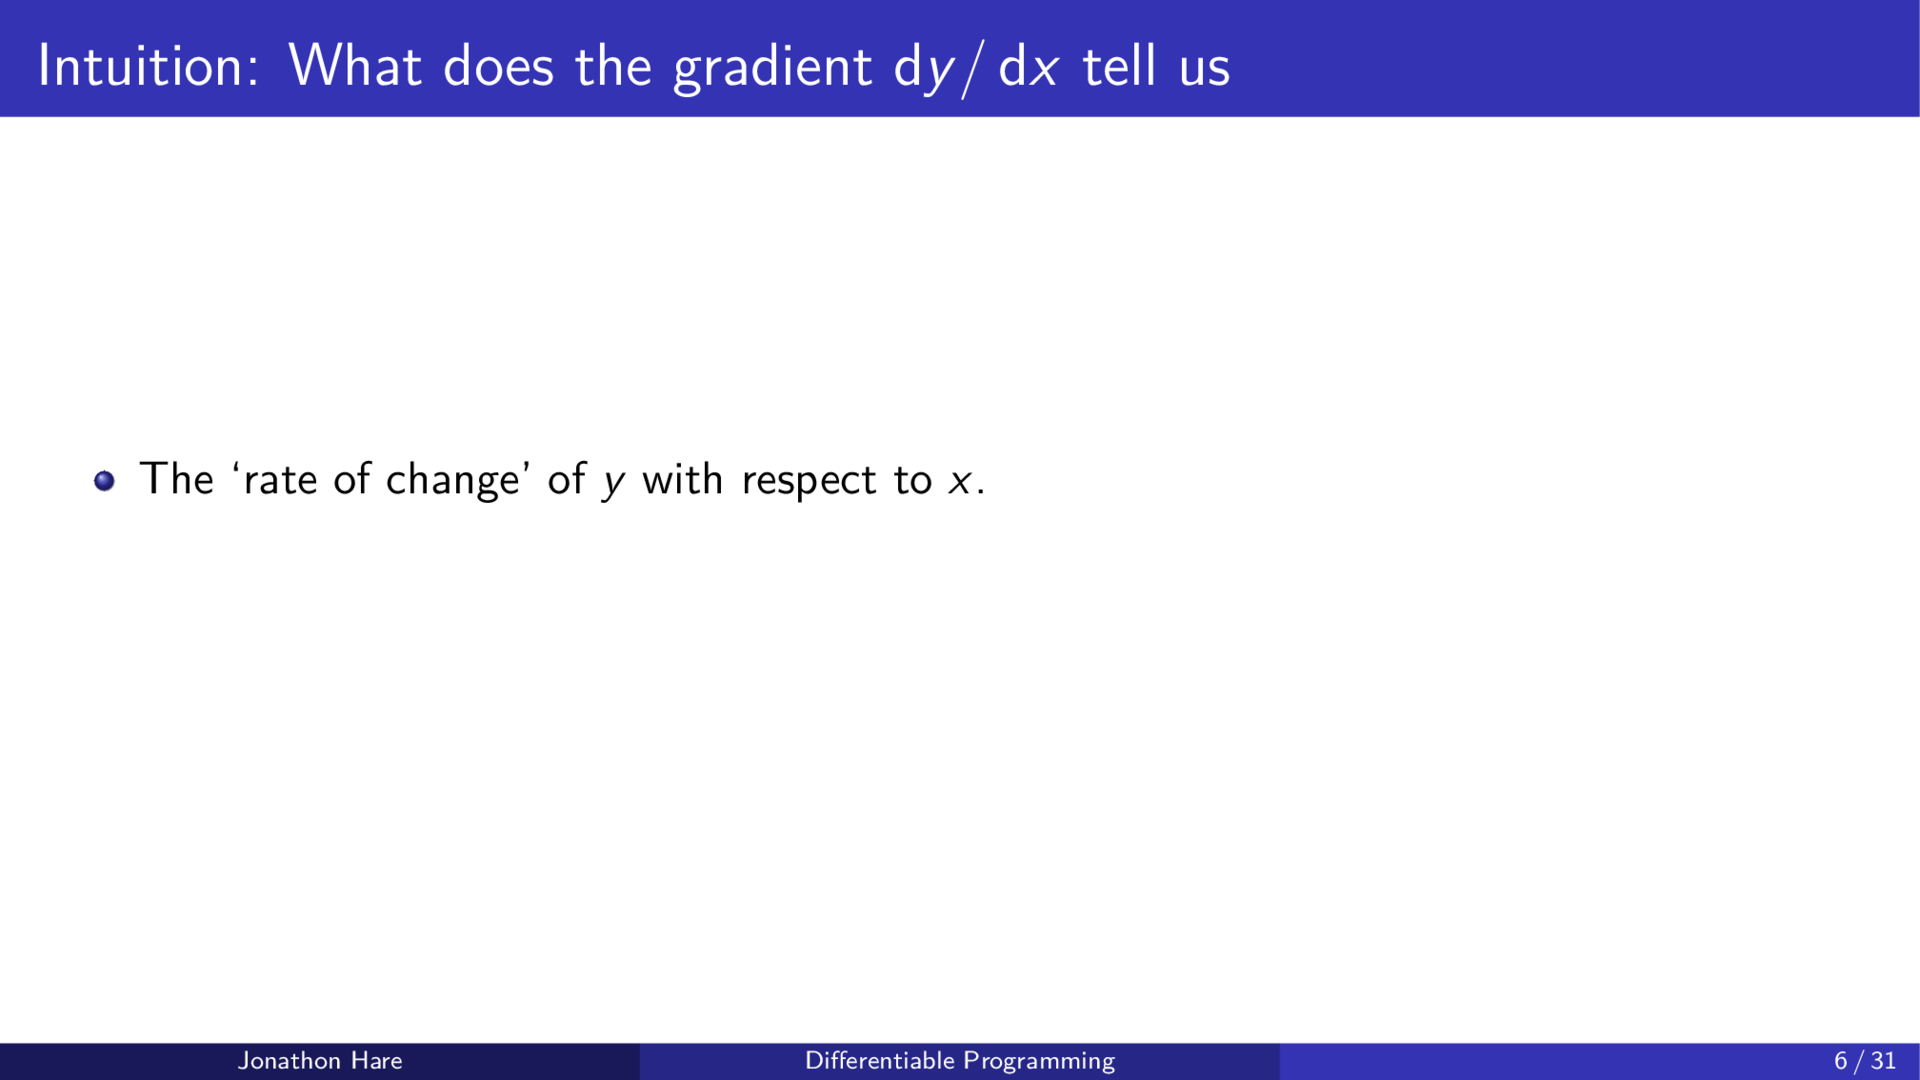 Intuition: What does the gradient dy/dx tell us
The ‘rate of change’ of y with respect to x.
Jonathon Hare
Differentiable Programming
6 / 31